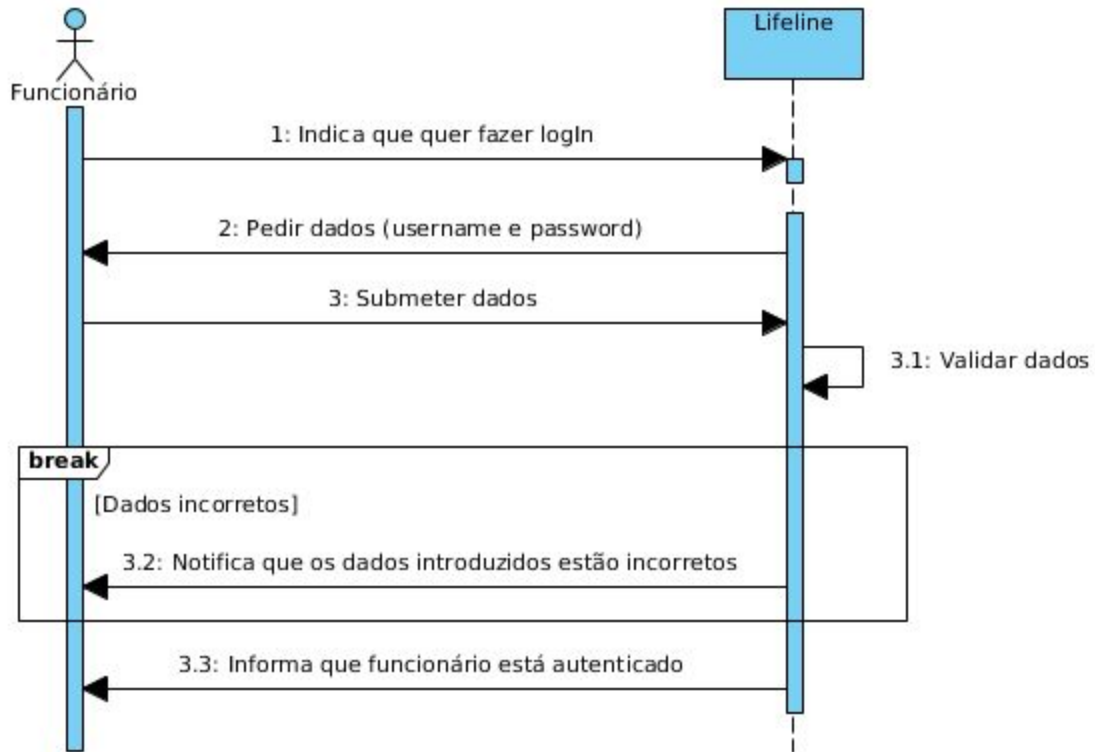 Lifeline
Funcionário
1: Indica que quer fazer logIn
2: Pedir dados (username e password)
3: Submeter dados
3.1: Validar dados
break
[Dados incorretos]
3.2: Notifica que os dados introduzidos estão incorretos
3.3: Informa que funcionário está autenticado